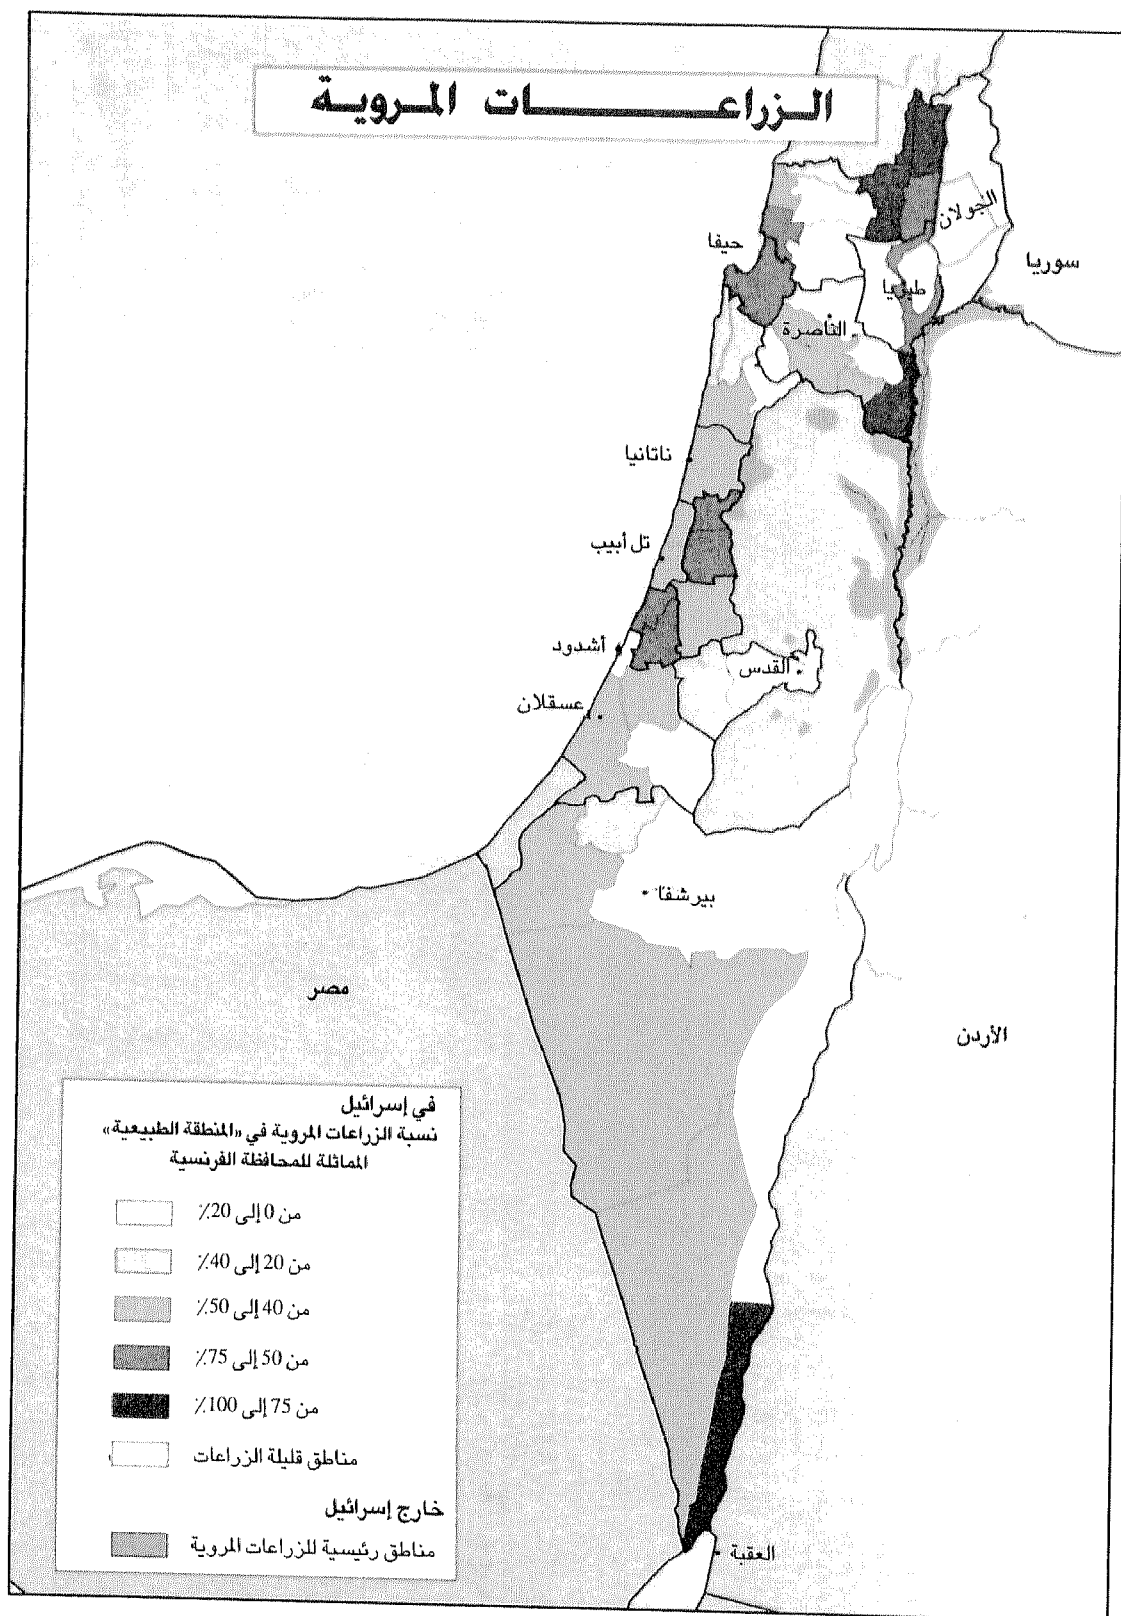 الـزراعـــــــــات المـرويـة
الجولان
سوريا
حيفا
طبريا
الناصرة
ناتانيا
تل أبيب
أشدود
القدس
عسقلان
بيرشفا
مصر
الأردن
العقبة
في إسرائيل
نسبة الزراعات المروية في «المنطقة الطبيعية»
المماثلة للمحافظة الفرنسية
من 0 إلى 20٪
من 20 إلى 40٪
من 40 إلى 50٪
من 50 إلى 75٪
من 75 إلى 100٪
مناطق قليلة الزراعات
خارج إسرائيل
مناطق رئيسية للزراعات المروية